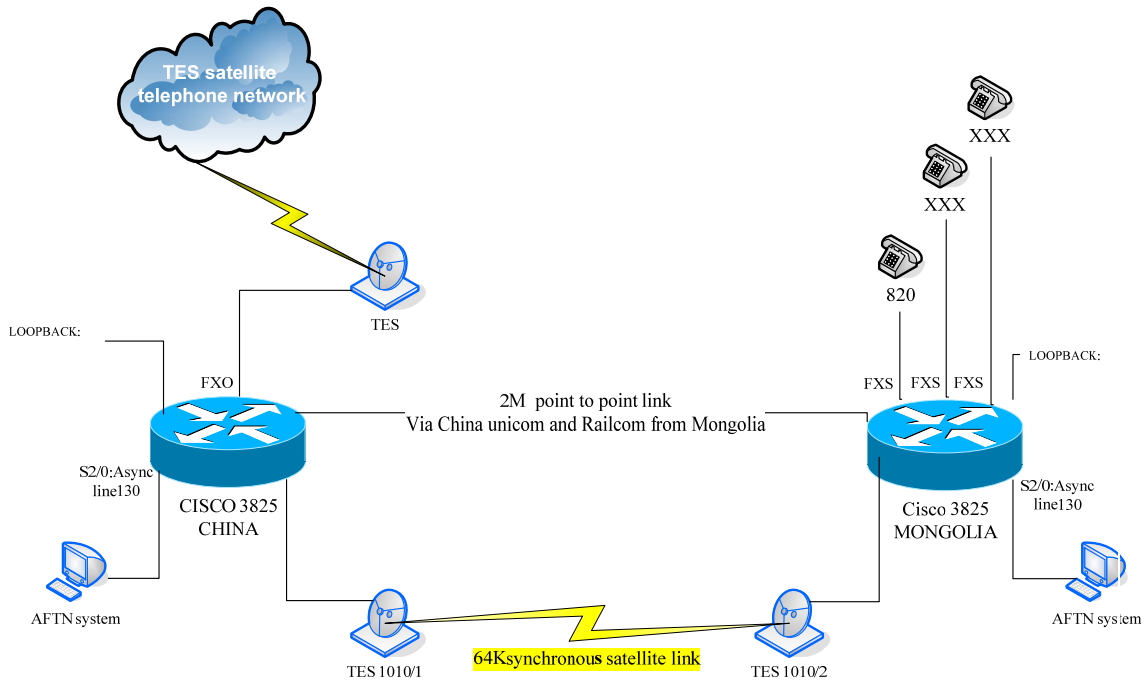 TES satellite
telephone network
XXX
XXX
820
TES
LOOPBACK:
LOOPBACK:
FXO
FXS
FXS
FXS
2M point to point link
Via China unicom and Railcom from Mongolia
S2/0:Async
line130
CISCO 3825
CHINA
Cisco 3825
MONGOLIA
S2/0:Async
line130
AFTN system
AFTN system
TES 1010/1
64Ksynchronous satellite link
TES 1010/2